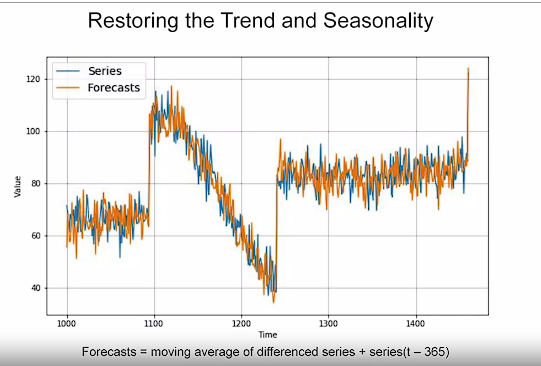 Restoring the Trend and Seasonality
Series
Forecasts
120
100
80
60
40
Value
1000
1100
1200
1300
1400
Time
Forecasts = moving average of differenced series + series(t – 365)